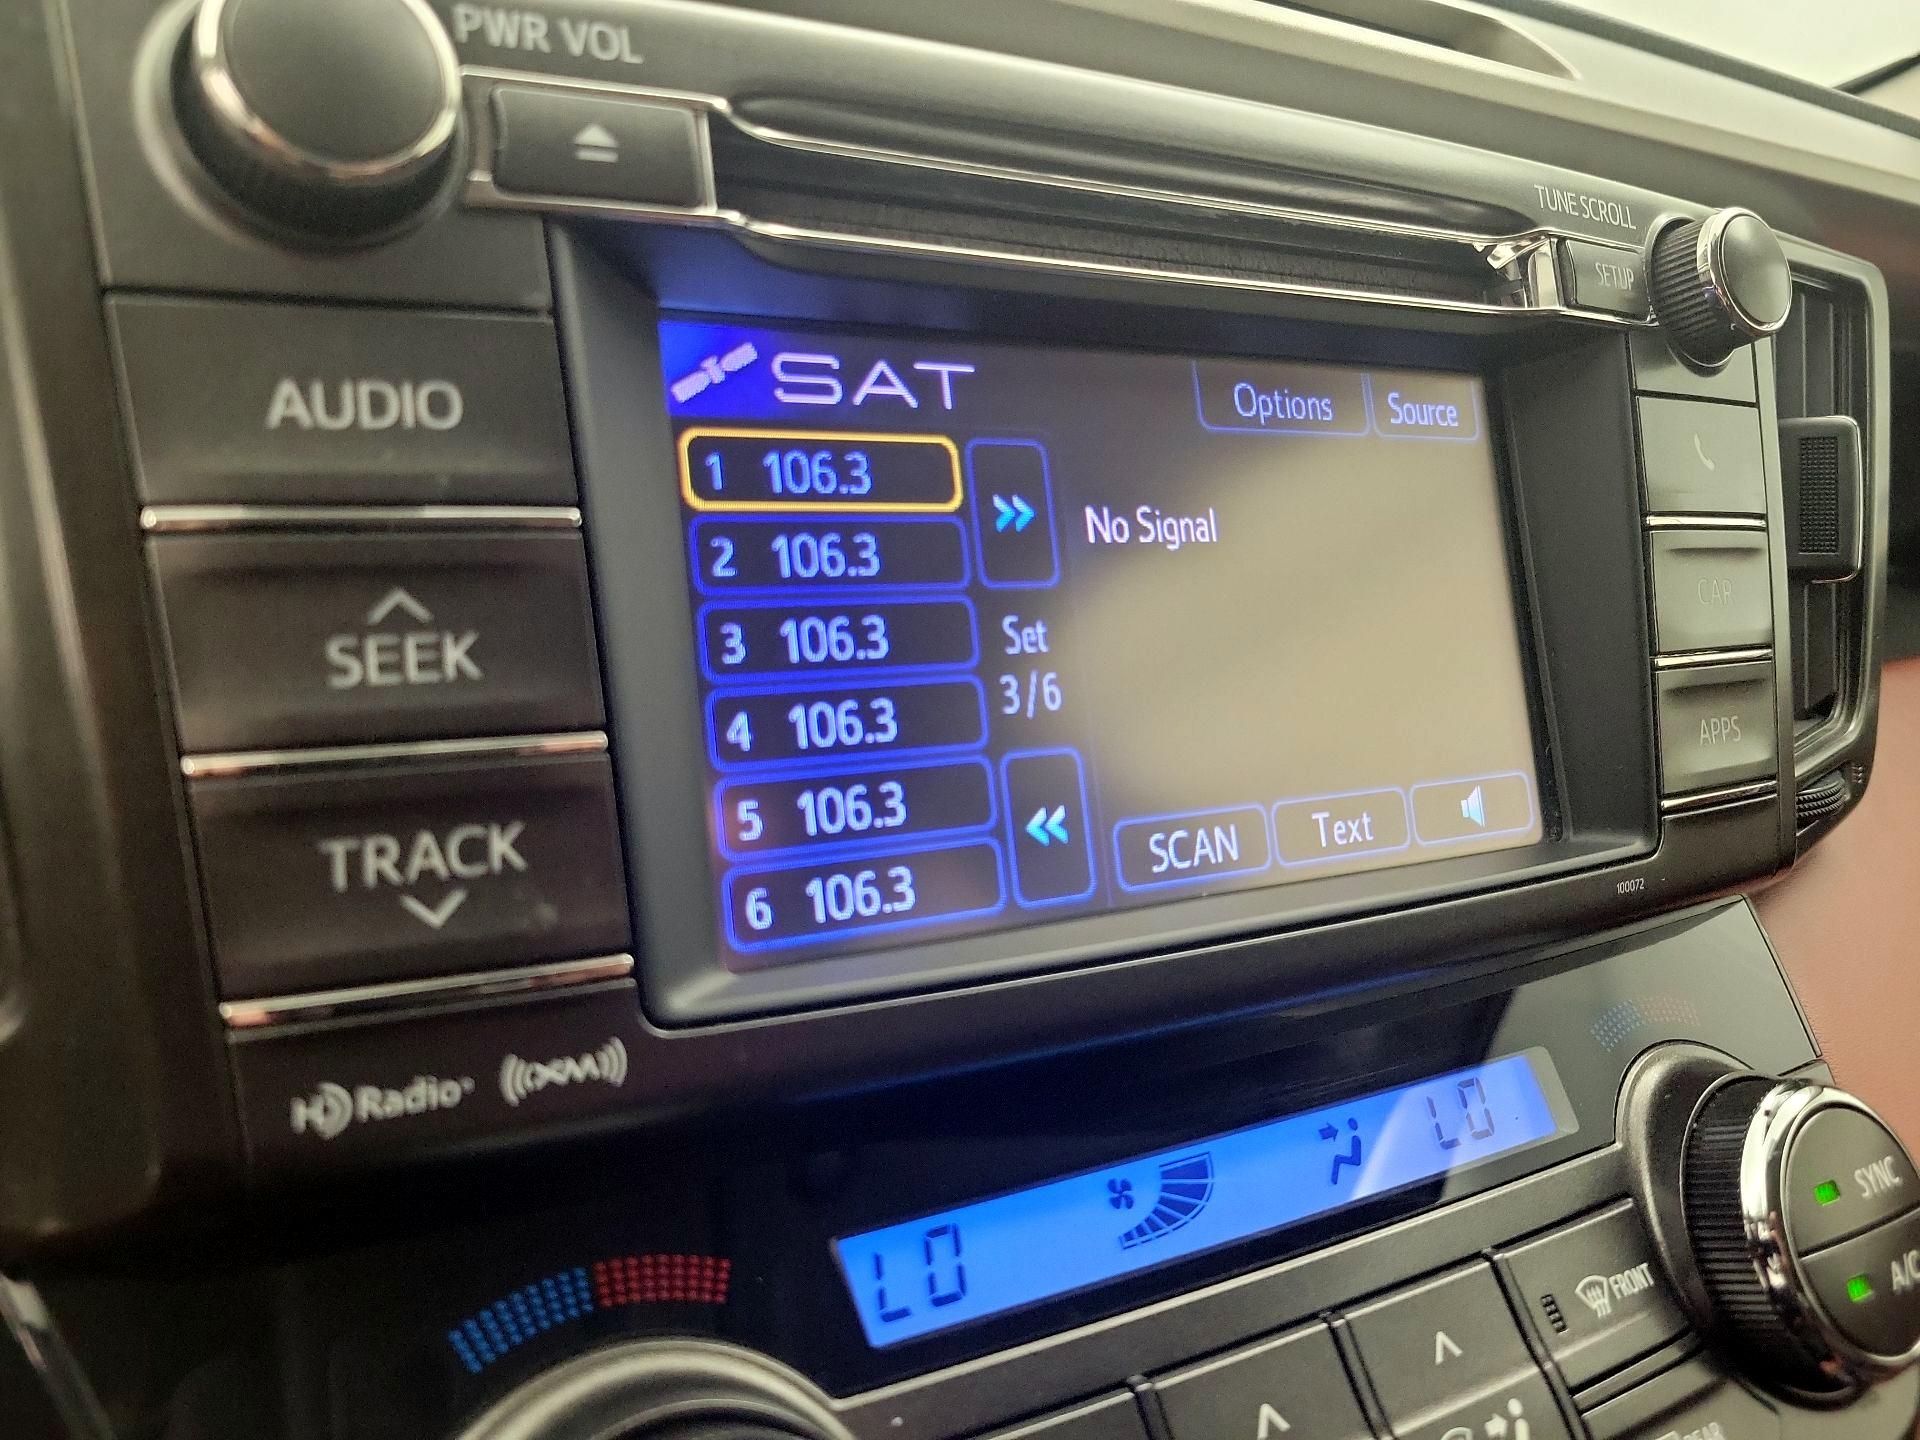 PWR VOL
TUNE SCROLL
SETUP
AUDIO
SEEK
TRACK
SAT
Options
Source
1 106.3
2 106.3
3 106.3
4 106.3
5 106.3
6 106.3
Set
3/6
No Signal
SCAN
Text
CAR
APPS
100072
HD Radio
((XM))
LO
LO
SYNC
A/C
FRONT
REAR